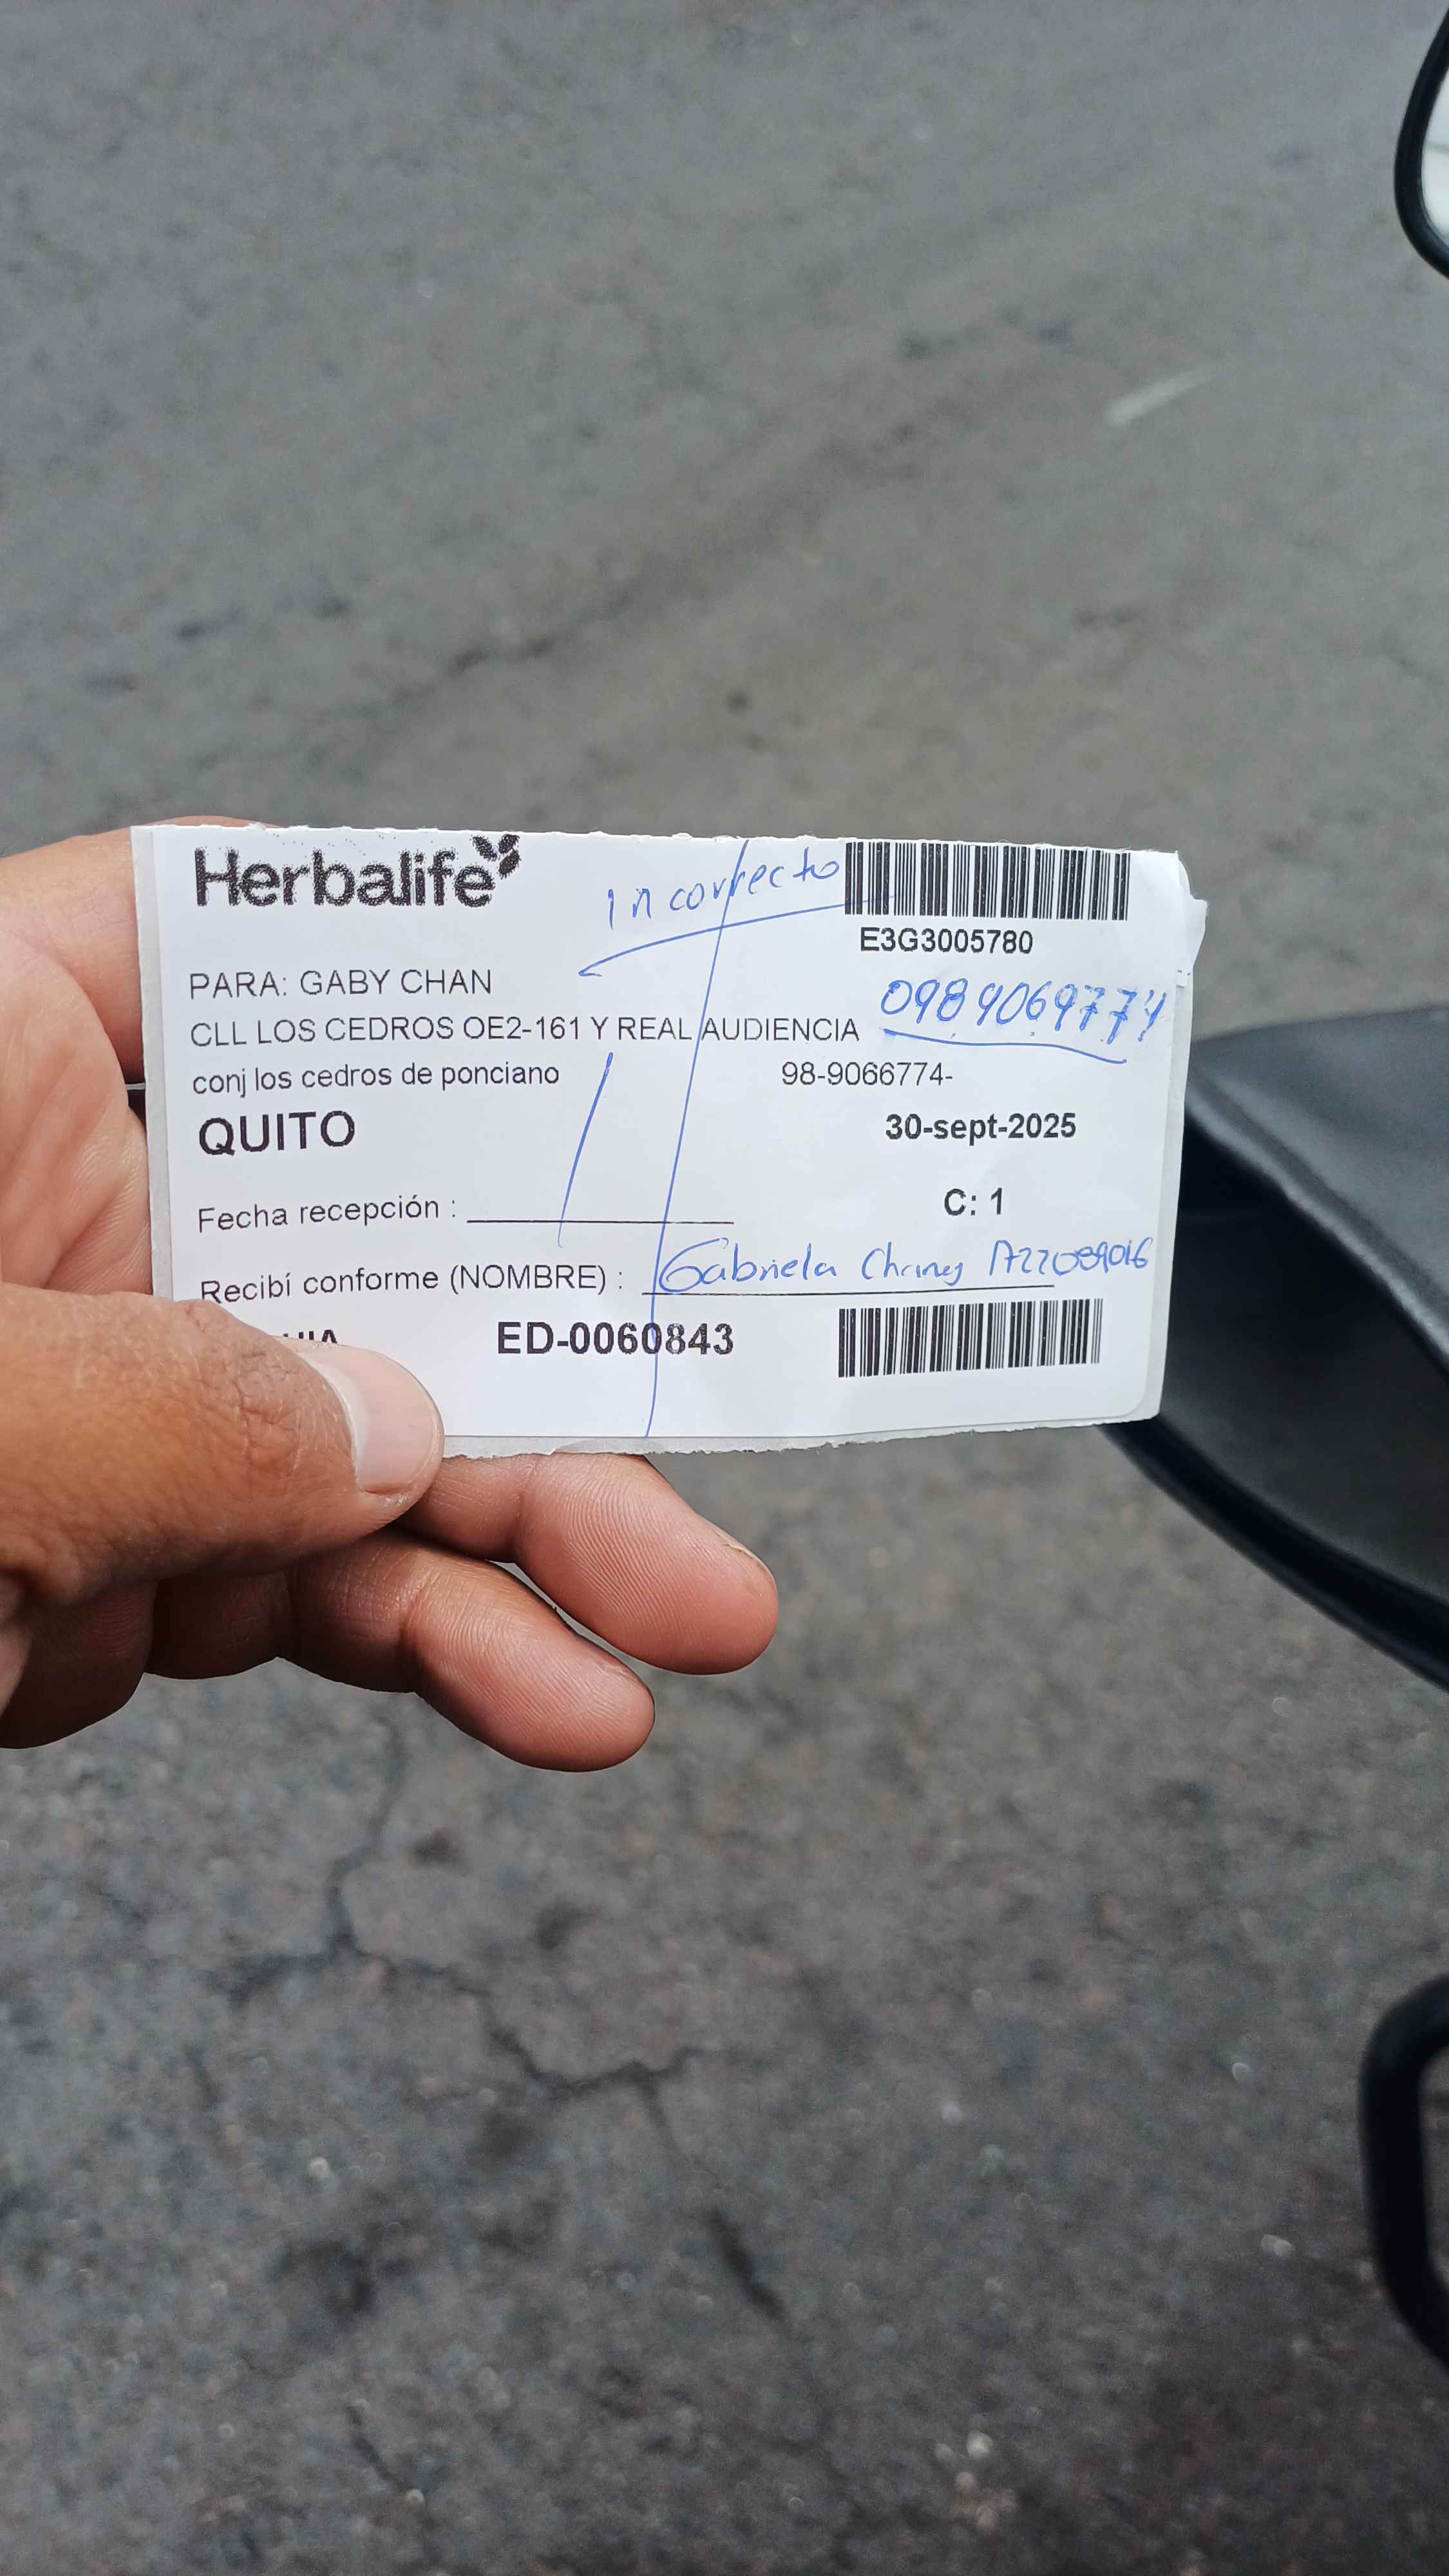 Herbalife
incorrecto
E3G3005780
PARA: GABY CHAN
0989069774
CLL LOS CEDROS OE2-161 Y REAL AUDIENCIA
conj los cedros de ponciano 98-9066774-
QUITO 30-sept-2025
Fecha recepción : C: 1
Recibí conforme (NOMBRE) : Gabriela
ED-0060843